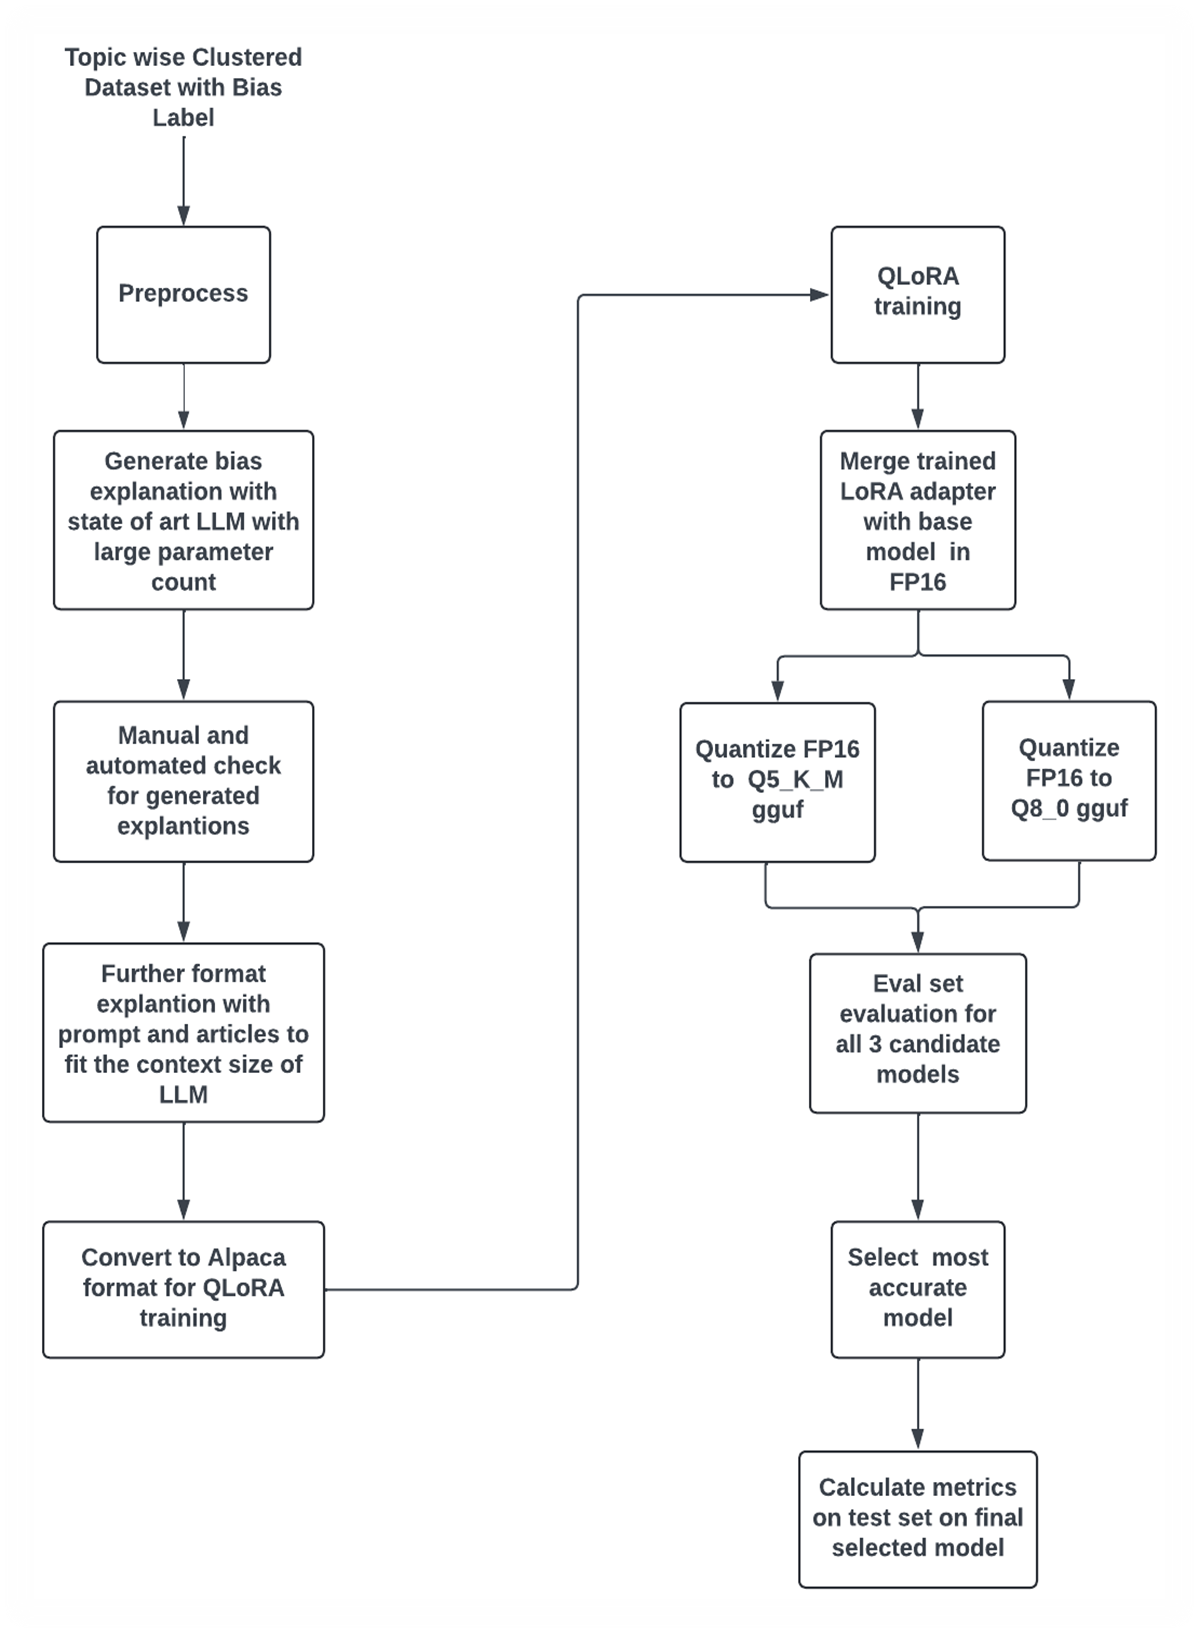 Topic wise Clustered
Dataset with Bias
Label
Preprocess
Generate bias
explanation with
state of art LLM with
large parameter
count
Manual and
automated check
for generated
explantions
Further format
explantion with
prompt and articles to
fit the context size of
LLM
Convert to Alpaca
format for QLoRA
training
QLoRA
training
Merge trained
LoRA adapter
with base
model in
FP16
Quantize FP16
to Q5_K_M
gguf
Quantize
FP16 to
Q8_0 gguf
Eval set
evaluation for
all 3 candidate
models
Select most
accurate
model
Calculate metrics
on test set on final
selected model